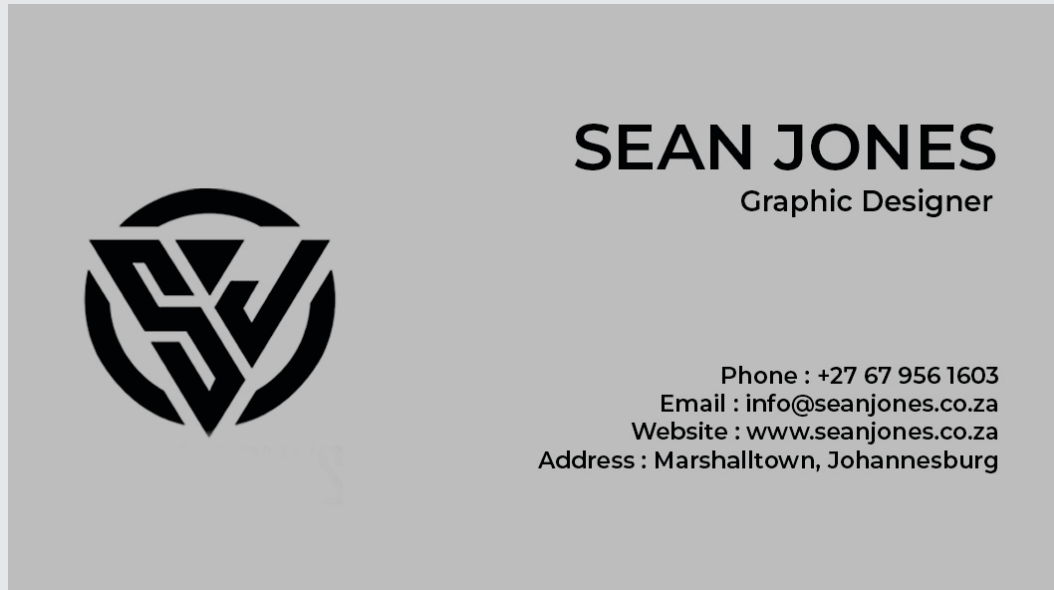 SEAN JONES
Graphic Designer
SJ
Phone : +27 67 956 1603
Email : info@seanjones.co.za
Website : www.seanjones.co.za
Address : Marshalltown, Johannesburg